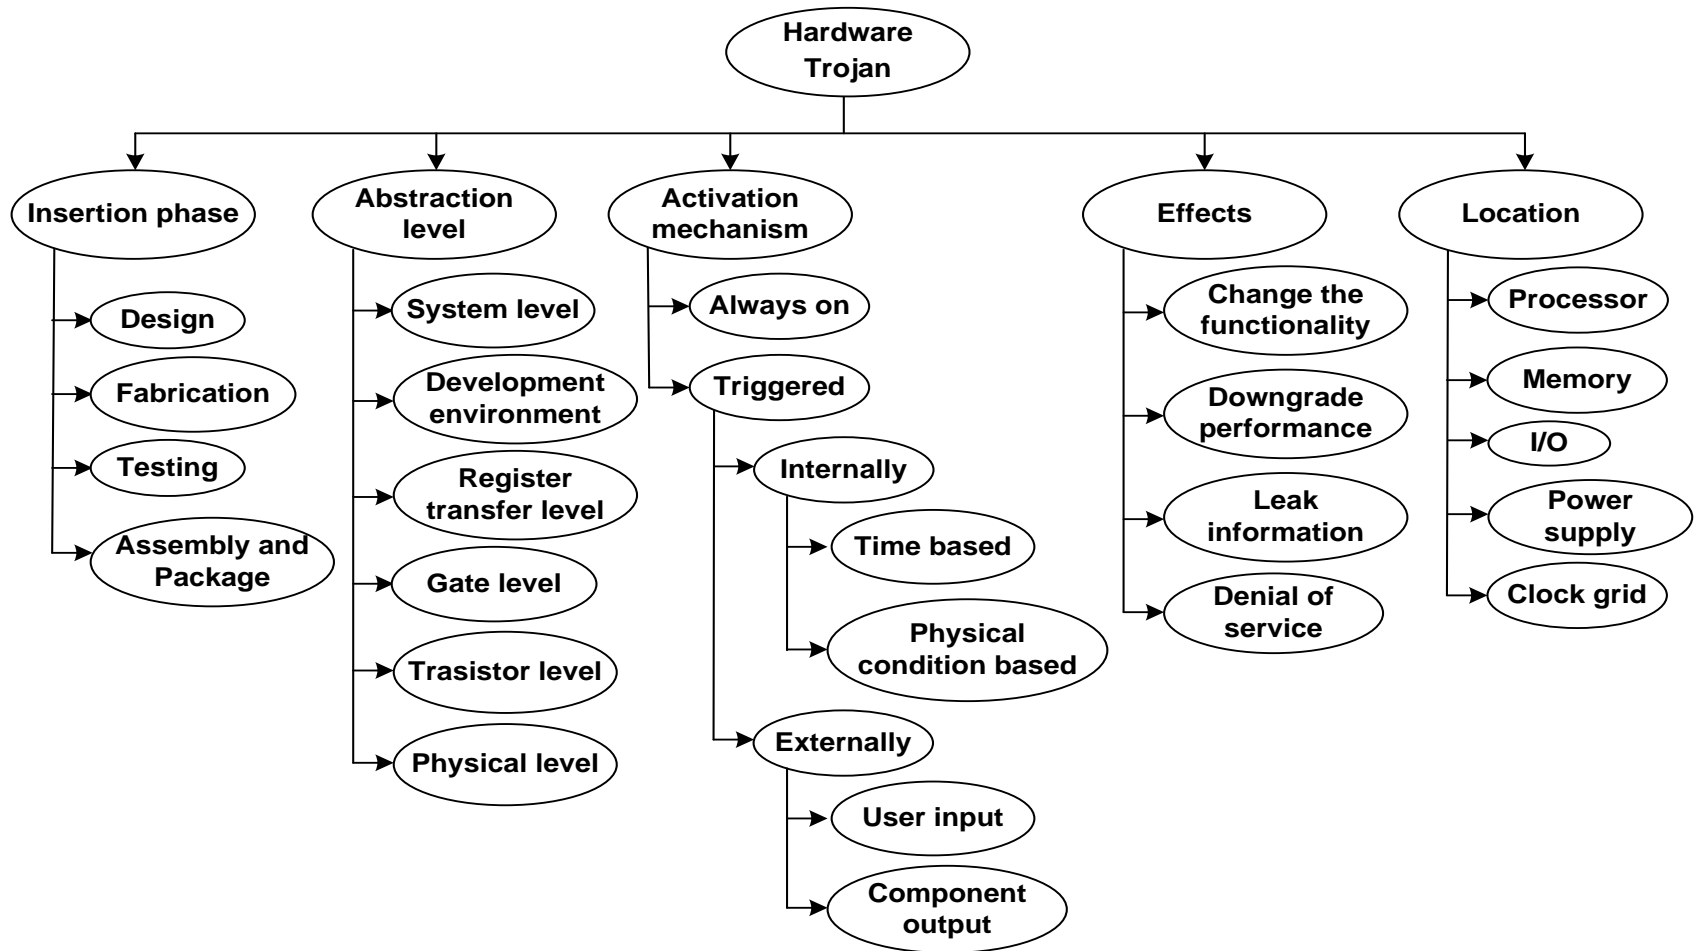 Hardware
Trojan
Insertion phase
Design
Fabrication
Testing
Assembly and
Package
Abstraction
level
System level
Development
environment
Register
transfer level
Gate level
Trasistor level
Physical level
Activation
mechanism
Always on
Triggered
Internally
Time based
Physical
condition based
Externally
User input
Component
output
Effects
Change the
functionality
Downgrade
performance
Leak
information
Denial of
service
Location
Processor
Memory
I/O
Power
supply
Clock grid